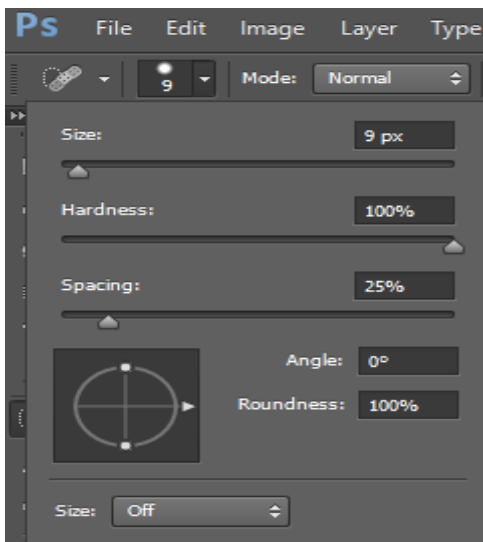 Ps File Edit Image Layer Type
9 Mode: Normal
Size: 9 px
Hardness: 100%
Spacing: 25%
Angle: 0º
Roundness: 100%
Size: Off